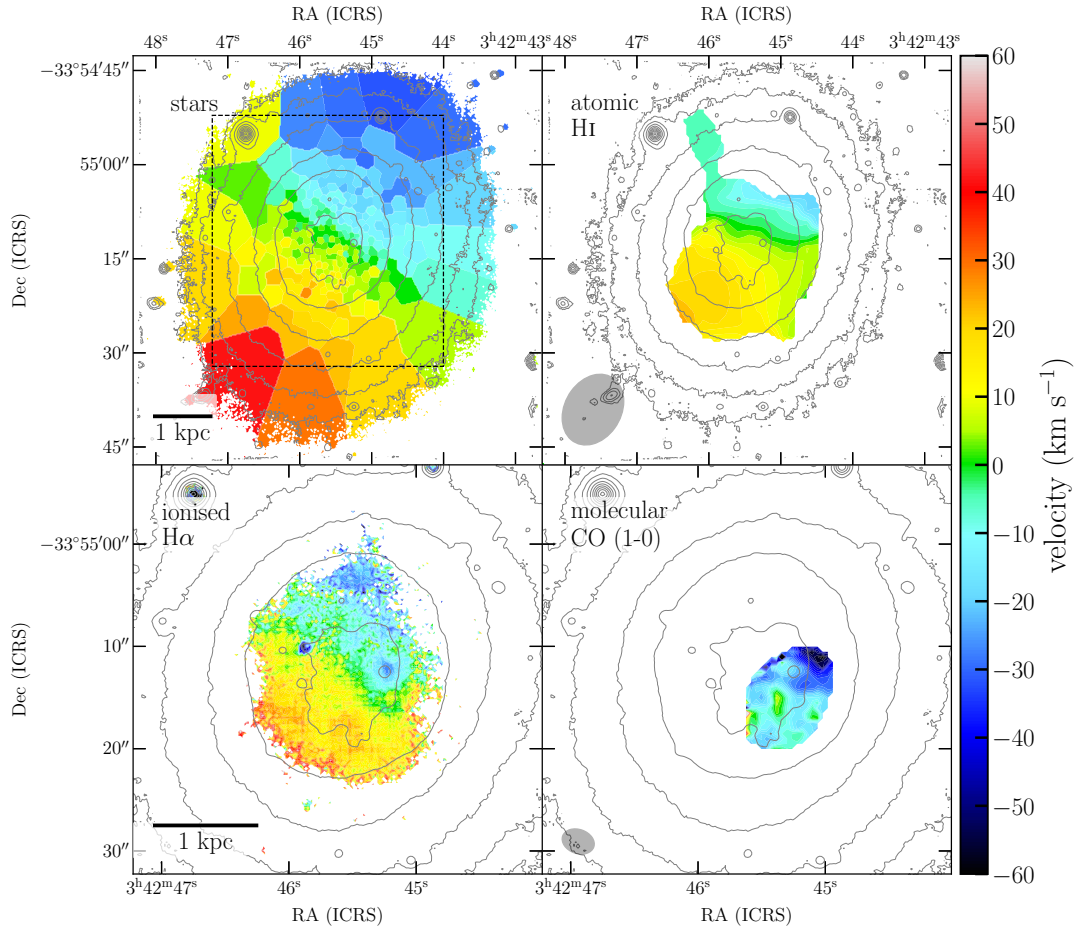 RA (ICRS) RA (ICRS)
48ˢ 47ˢ 46ˢ 45ˢ 44ˢ 3ʰ42ᵐ43ˢ 48ˢ 46ˢ 45ˢ 44ˢ 3ʰ42ᵐ43ˢ
−33°54′45″
stars
atomic
HI
55′00″
15″
30″
45″
1 kpc
Dec (ICRS)
ionised
Hα
molecular
CO (1-0)
−33°55′00″
10″
20″
30″
1 kpc
Dec (ICRS)
3ʰ42ᵐ47ˢ 46ˢ 45ˢ 3ʰ42ᵐ47ˢ 46ˢ 45ˢ
RA (ICRS) RA (ICRS)
60
50
40
30
20
10
0
−10
−20
−30
−40
−50
−60
velocity (km s⁻¹)